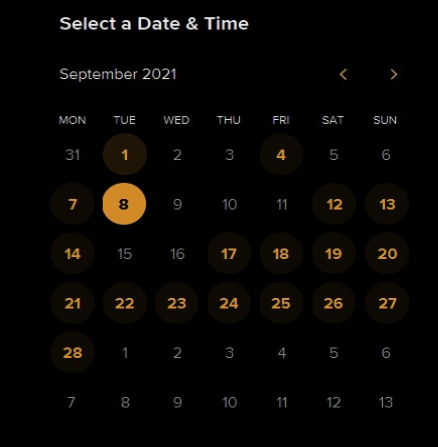 Select a Date & Time
September 2021 < >
MON TUE WED THU FRI SAT SUN
31 1 2 3 4 5 6
7 8 9 10 11 12 13
14 15 16 17 18 19 20
21 22 23 24 25 26 27
28 1 2 3 4 5 6
7 8 9 10 11 12 13